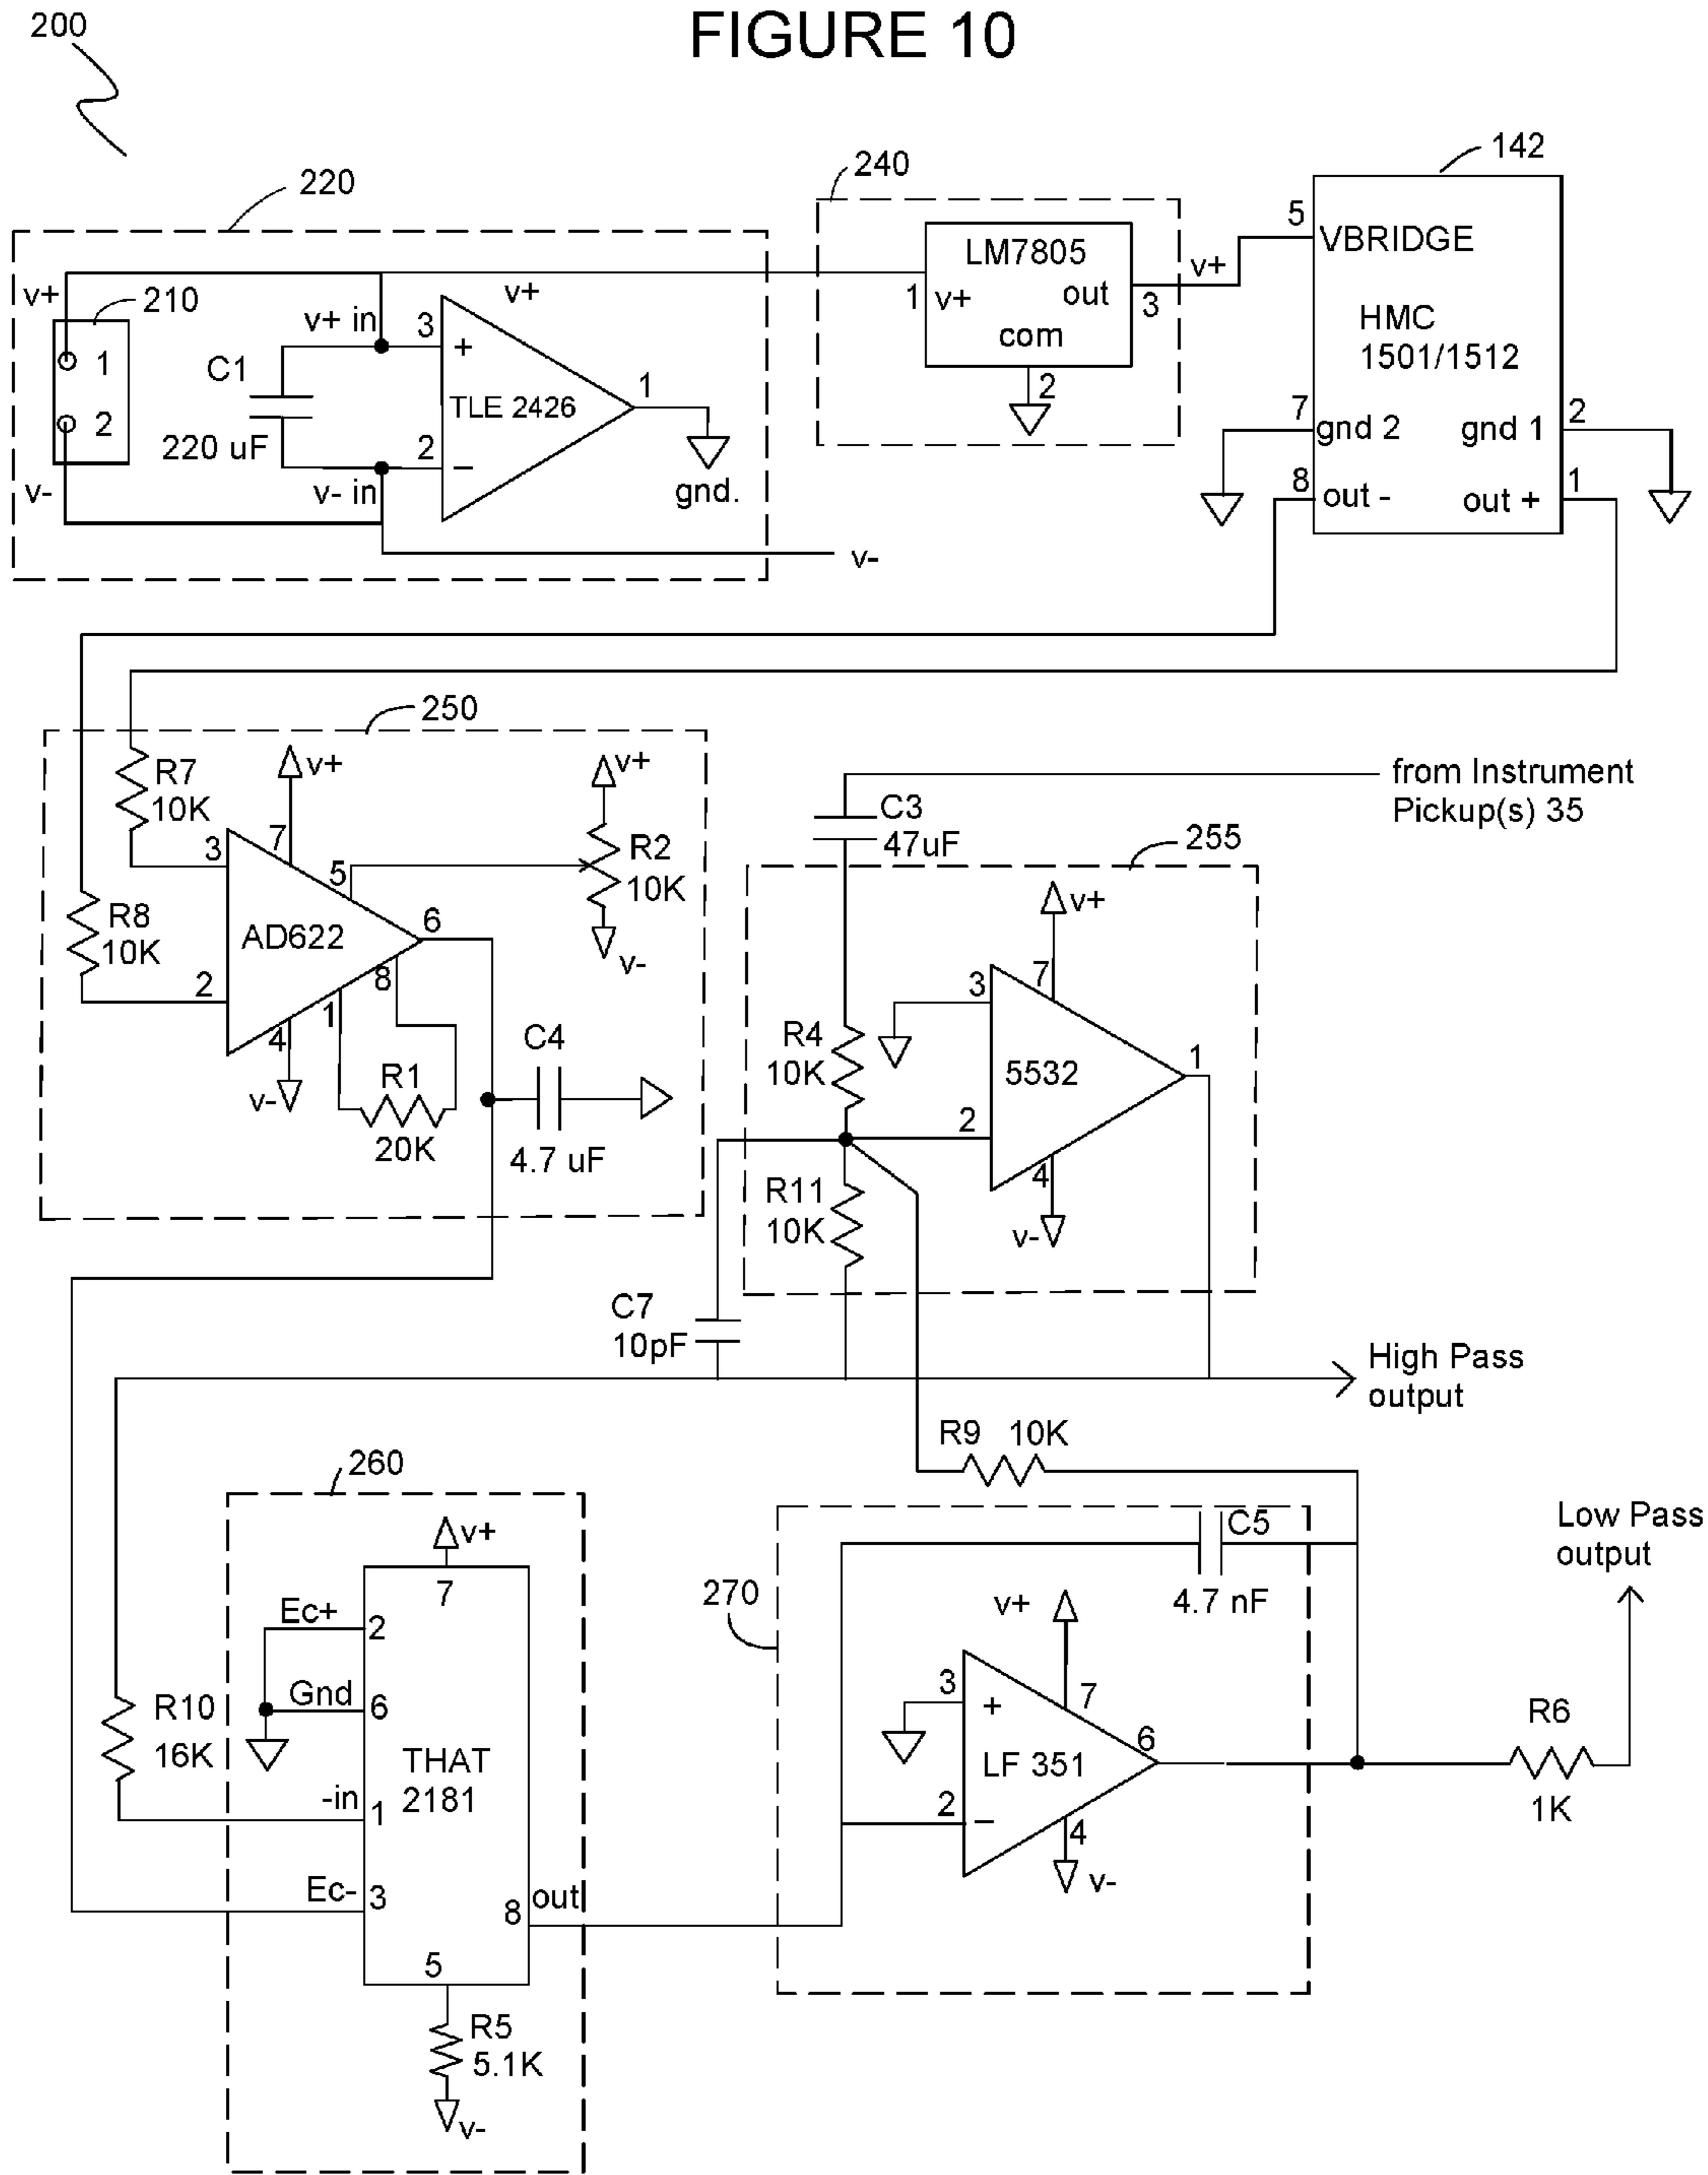 FIGURE 10
200
220
240
142
v+
210
1
2
v-
C1
220 uF
v+ in
v- in
3
+
2
−
TLE 2426
v+
1
gnd.
v-
LM7805
1
v+
out
com
3
2
v+
5
VBRIDGE
HMC
1501/1512
7
gnd 2
gnd 1
2
8
out -
out +
1
250
R7
10K
R8
10K
3
2
7
v+
5
AD622
6
8
1
4
v-
R1
20K
v+
R2
10K
v-
C4
4.7 uF
from Instrument
Pickup(s) 35
C3
47uF
255
R4
10K
R11
10K
3
2
7
v+
5532
1
4
v-
C7
10pF
High Pass
output
R9 10K
260
v+
7
Ec+
2
Gnd
6
THAT
2181
R10
16K
-in
1
Ec-
3
8
out
5
R5
5.1K
v-
270
C5
4.7 nF
v+
7
3
+
LF 351
6
2
−
4
v-
Low Pass
output
R6
1K